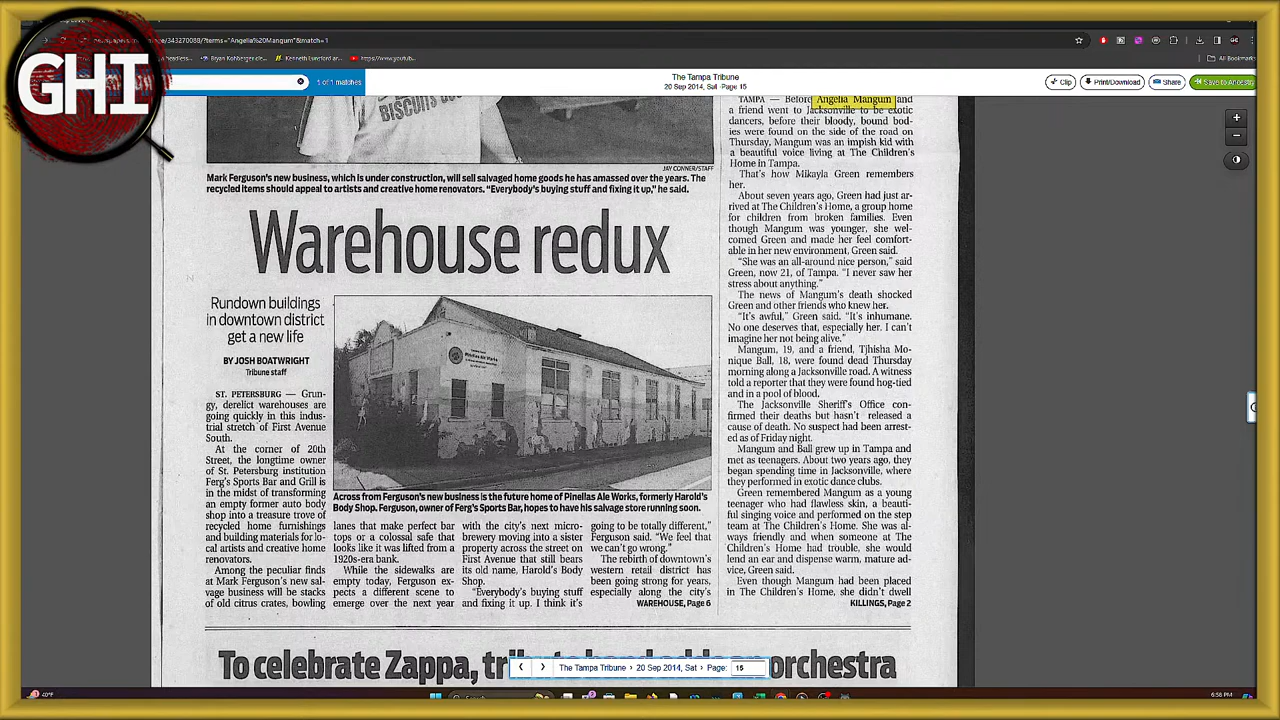 GHI
Bryan Kohberger cle...
Kenneth Lunsford ar...
https://www.youtub...
All Bookmarks
1 of 1 matches
The Tampa Tribune
20 Sep 2014, Sat · Page 15
Clip
Print/Download
Share
Save to Ancestry
BISCUITS
JAY CONNER/STAFF
Mark Ferguson's new business, which is under construction, will sell salvaged home goods he has amassed over the years. The
recycled items should appeal to artists and creative home renovators. "Everybody's buying stuff and fixing it up," he said.
Warehouse redux
Rundown buildings
in downtown district
get a new life
BY JOSH BOATWRIGHT
Tribune staff
ST. PETERSBURG — Grun-
gy, derelict warehouses are
going quickly in this indus-
trial stretch of First Avenue
South.
At the corner of 20th
Street, the longtime owner
of St. Petersburg institution
Ferg's Sports Bar and Grill is
in the midst of transforming
an empty former auto body
shop into a treasure trove of
recycled home furnishings
and building materials for lo-
cal artists and creative home
renovators.
Among the peculiar finds
at Mark Ferguson's new sal-
vage business will be stacks
of old citrus crates, bowling
Pinellas Ale Works
Across from Ferguson's new business is the future home of Pinellas Ale Works, formerly Harold's
Body Shop. Ferguson, owner of Ferg's Sports Bar, hopes to have his salvage store running soon.
lanes that make perfect bar
tops or a colossal safe that
looks like it was lifted from a
1920s-era bank.
While the sidewalks are
empty today, Ferguson ex-
pects a different scene to
emerge over the next year
with the city's next micro-
brewery moving into a sister
property across the street on
First Avenue that still bears
its old name, Harold's Body
Shop.
"Everybody's buying stuff
and fixing it up. I think it's
going to be totally different,"
Ferguson said. "We feel that
we can't go wrong."
The rebirth of downtown's
western retail district has
been going strong for years,
especially along the city's
WAREHOUSE, Page 6
TAMPA — Before Angelia Mangum and
a friend went to Jacksonville to be exotic
dancers, before their bloody, bound bod-
ies were found on the side of the road on
Thursday, Mangum was an impish kid with
a beautiful voice living at The Children's
Home in Tampa.
That's how Mikayla Green remembers
her.
About seven years ago, Green had just ar-
rived at The Children's Home, a group home
for children from broken families. Even
though Mangum was younger, she wel-
comed Green and made her feel comfort-
able in her new environment, Green said.
"She was an all-around nice person," said
Green, now 21, of Tampa. "I never saw her
stress about anything."
The news of Mangum's death shocked
Green and other friends who knew her.
"It's awful," Green said. "It's inhumane.
No one deserves that, especially her. I can't
imagine her not being alive."
Mangum, 19, and a friend, Tjhisha Mo-
nique Ball, 18, were found dead Thursday
morning along a Jacksonville road. A witness
told a reporter that they were found hog-tied
and in a pool of blood.
The Jacksonville Sheriff's Office con-
firmed their deaths but hasn't released a
cause of death. No suspect had been arrest-
ed as of Friday night.
Mangum and Ball grew up in Tampa and
met as teenagers. About two years ago, they
began spending time in Jacksonville, where
they performed in exotic dance clubs.
Green remembered Mangum as a young
teenager who had flawless skin, a beauti-
ful singing voice and performed on the step
team at The Children's Home. She was al-
ways friendly and when someone at The
Children's Home had trouble, she would
lend an ear and dispense warm, mature ad-
vice, Green said.
Even though Mangum had been placed
in The Children's Home, she didn't dwell
KILLINGS, Page 2
To celebrate Zappa, orchestra
The Tampa Tribune › 20 Sep 2014, Sat › Page: 15
40°F
Search
6:58 PM